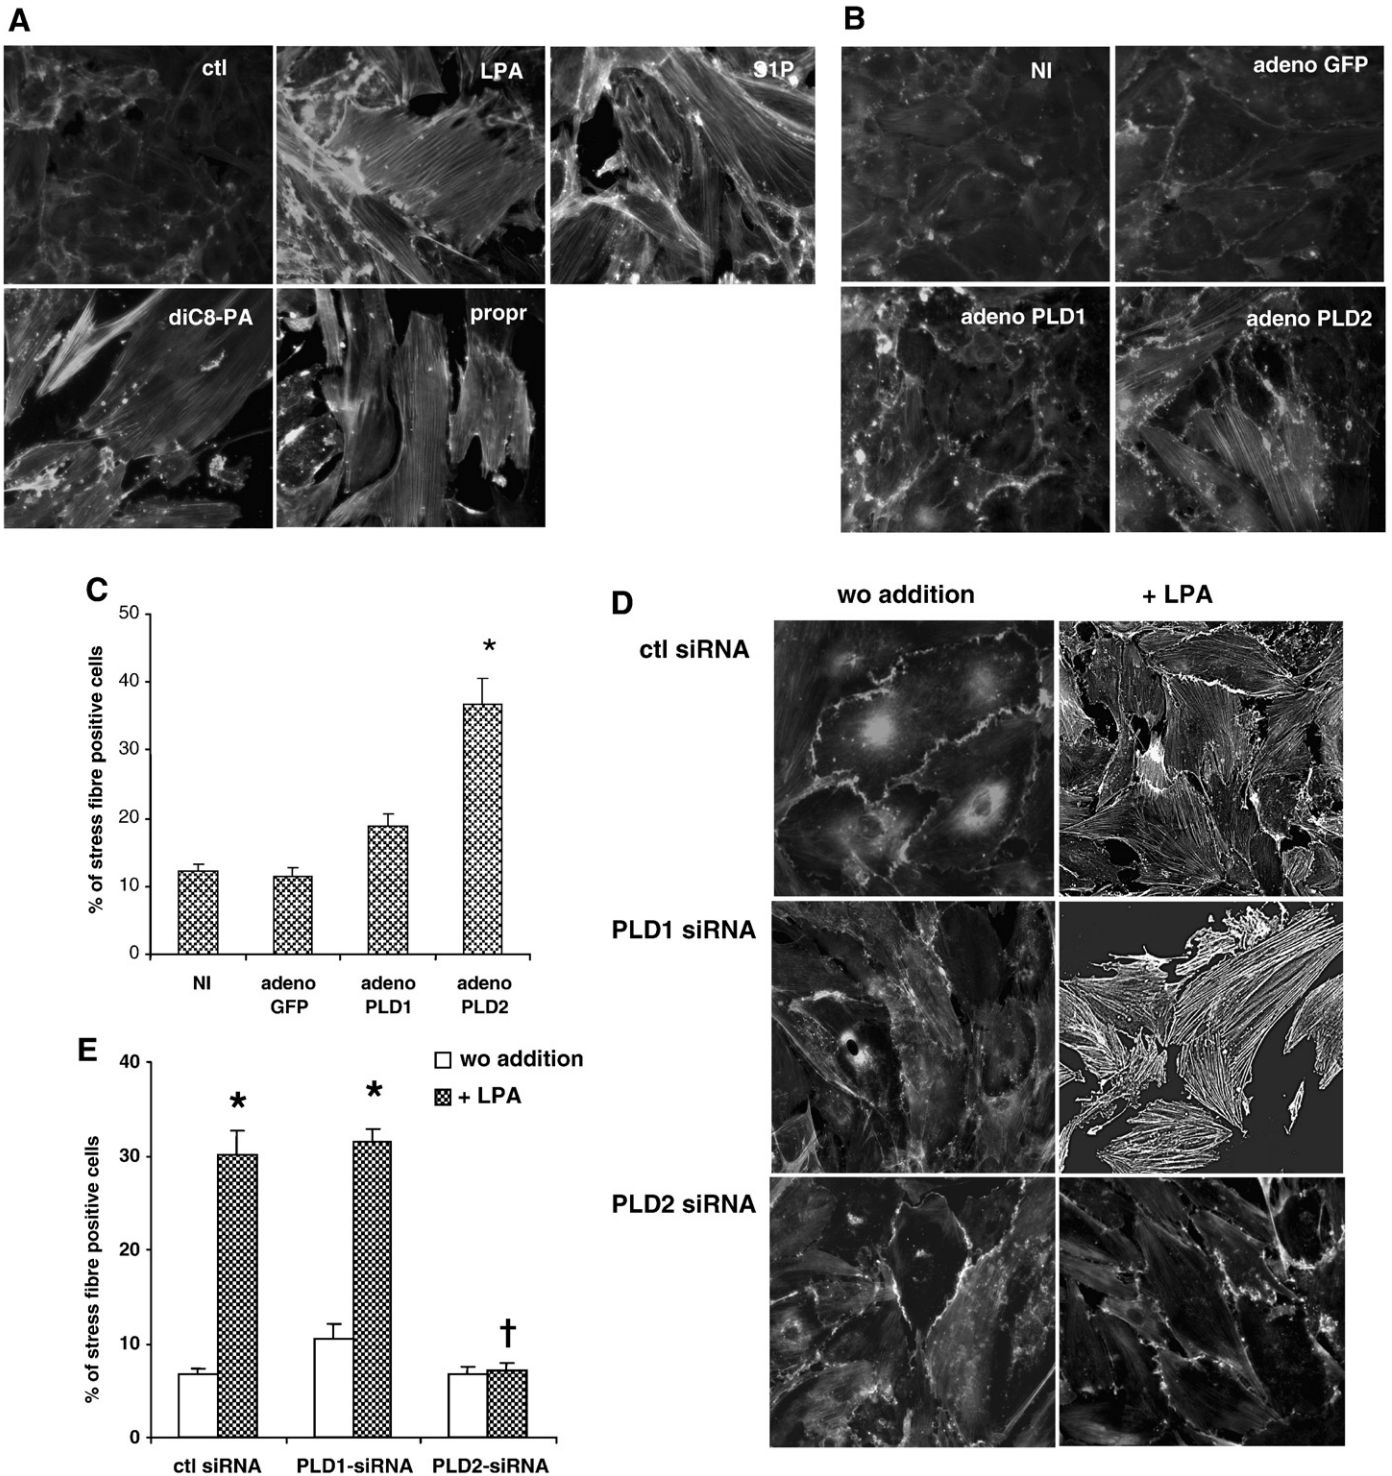 A
ctl
LPA
S1P
diC8-PA
propr
B
NI
adeno GFP
adeno PLD1
adeno PLD2
C
% of stress fibre positive cells
50
40
30
20
10
0
*
NI
adeno
GFP
adeno
PLD1
adeno
PLD2
D
wo addition
+ LPA
ctl siRNA
PLD1 siRNA
PLD2 siRNA
E
wo addition
+ LPA
% of stress fibre positive cells
40
30
20
10
0
*
*
†
ctl siRNA
PLD1-siRNA
PLD2-siRNA